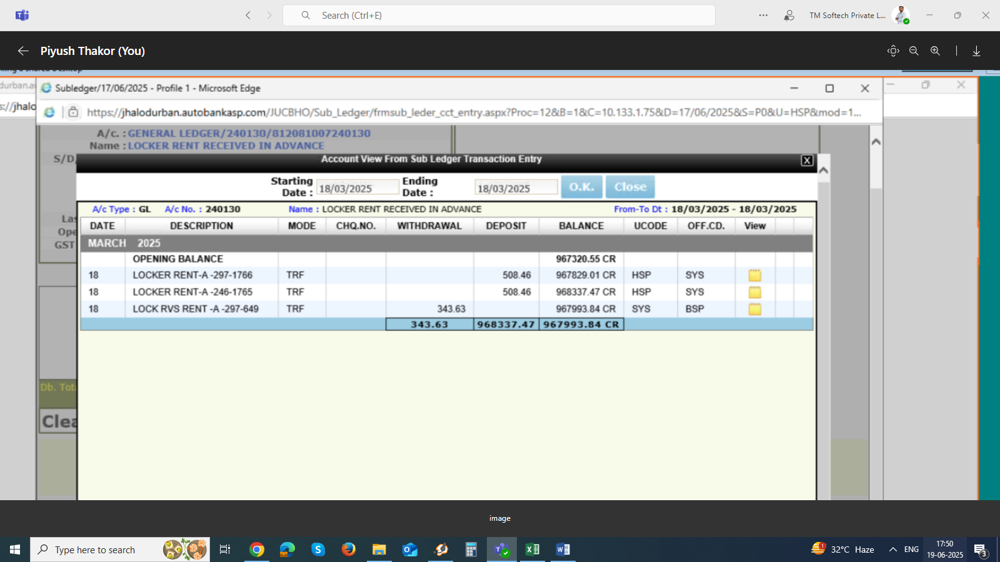 Search (Ctrl+E)
TM Softech Private L...
Piyush Thakor (You)
durban.a
Subledger/17/06/2025 - Profile 1 - Microsoft Edge
s://jhalo
https://jhalodurban.autobankasp.com/JUCBHO/Sub_Ledger/frmsub_leder_cct_entry.aspx?Proc=12&B=1&C=10.133.1.75&D=17/06/2025&S=P0&U=HSP&mod=1...
A/c. : GENERAL LEDGER/240130/812081007240130
Name : LOCKER RENT RECEIVED IN ADVANCE
S/D
Account View From Sub Ledger Transaction Entry
X
Starting Date : 18/03/2025 Ending Date : 18/03/2025 O.K. Close
A/c Type : GL A/c No. : 240130 Name : LOCKER RENT RECEIVED IN ADVANCE From-To Dt : 18/03/2025 - 18/03/2025
Las
DATE DESCRIPTION MODE CHQ.NO. WITHDRAWAL DEPOSIT BALANCE UCODE OFF.CD. View
Ope
MARCH 2025
GST
OPENING BALANCE 967320.55 CR
18 LOCKER RENT-A -297-1766 TRF 508.46 967829.01 CR HSP SYS
18 LOCKER RENT-A -246-1765 TRF 508.46 968337.47 CR HSP SYS
18 LOCK RVS RENT -A -297-649 TRF 343.63 967993.84 CR SYS BSP
343.63 968337.47 967993.84 CR
Db. Tot
Clea
image
Type here to search
32°C Haze
ENG
17:50
19-06-2025
3